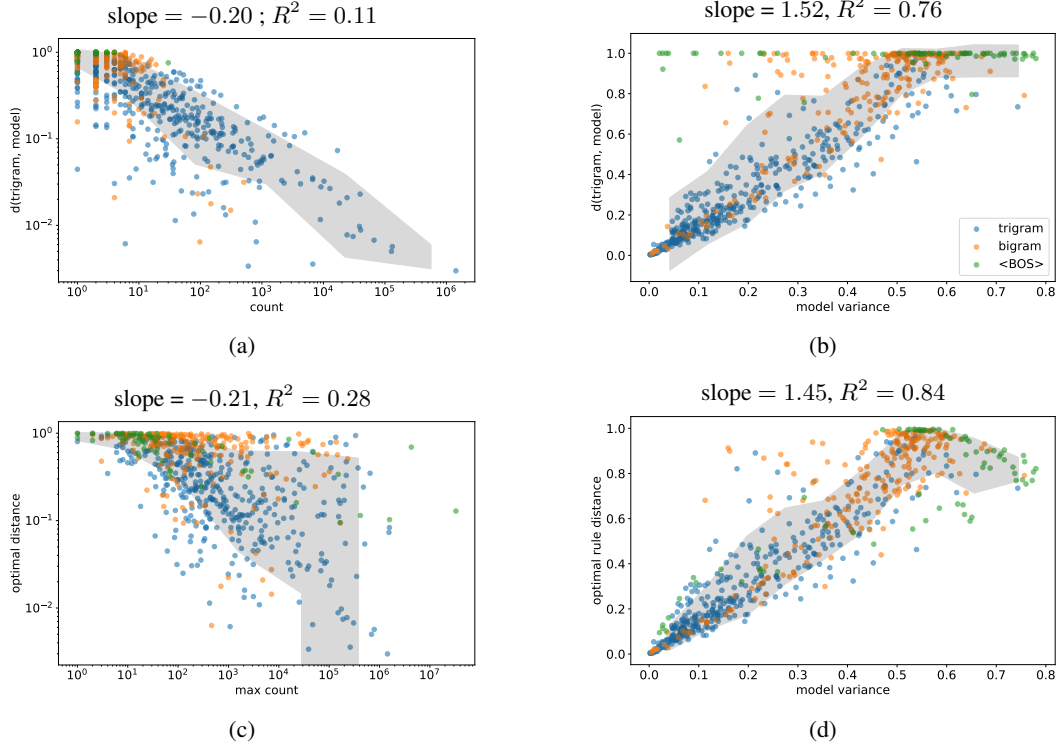 slope = −0.20 ; R² = 0.11
10⁰
10⁻¹
10⁻²
d(trigram, model)
10⁰ 10¹ 10² 10³ 10⁴ 10⁵ 10⁶
count
(a)
slope = 1.52, R² = 0.76
1.0
0.8
0.6
0.4
0.2
0.0
d(trigram, model)
trigram
bigram
<BOS>
0.0 0.1 0.2 0.3 0.4 0.5 0.6 0.7 0.8
model variance
(b)
slope = −0.21, R² = 0.28
10⁰
10⁻¹
10⁻²
optimal distance
10⁰ 10¹ 10² 10³ 10⁴ 10⁵ 10⁶ 10⁷
max count
(c)
slope = 1.45, R² = 0.84
1.0
0.8
0.6
0.4
0.2
0.0
optimal rule distance
0.0 0.1 0.2 0.3 0.4 0.5 0.6 0.7 0.8
model variance
(d)